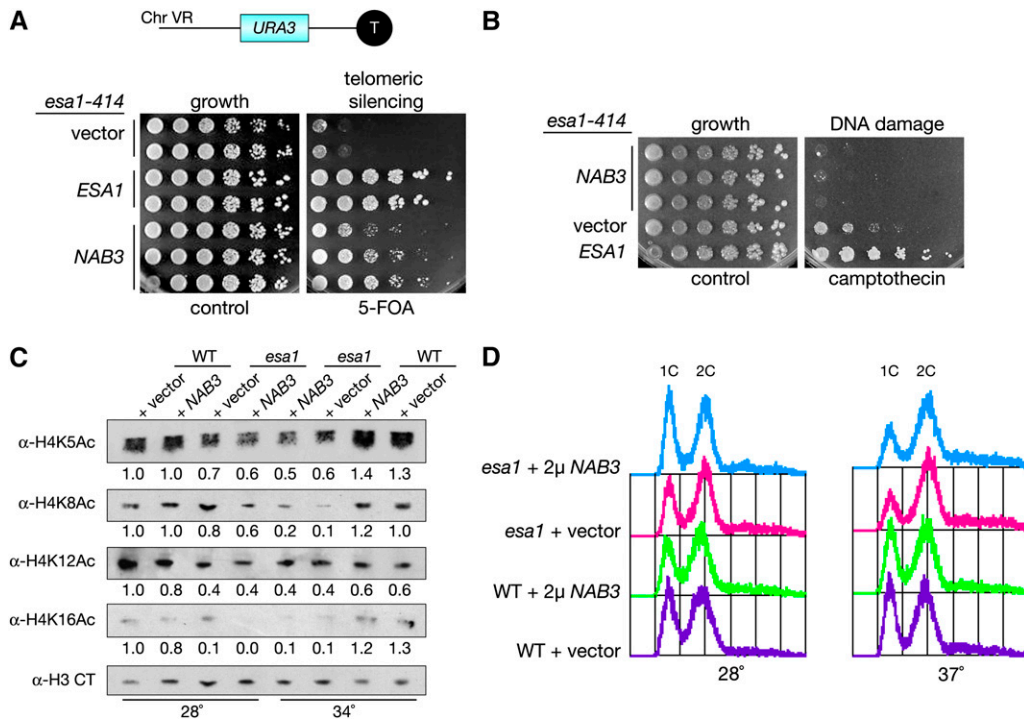 A
Chr VR
URA3
T
esa1-414
growth
telomeric
silencing
vector
ESA1
NAB3
control
5-FOA
B
esa1-414
growth
DNA damage
NAB3
vector
ESA1
control
camptothecin
C
WT
esa1
esa1
WT
+ vector
+ NAB3
+ vector
+ NAB3
+ NAB3
+ vector
+ NAB3
+ vector
α-H4K5Ac
1.0 1.0 0.7 0.6 0.5 0.6 1.4 1.3
α-H4K8Ac
1.0 1.0 0.8 0.6 0.2 0.1 1.2 1.0
α-H4K12Ac
1.0 0.8 0.4 0.4 0.4 0.4 0.6 0.6
α-H4K16Ac
1.0 0.8 0.1 0.0 0.1 0.1 1.2 1.3
α-H3 CT
28˚
34˚
D
1C 2C
1C 2C
esa1 + 2µ NAB3
esa1 + vector
WT + 2µ NAB3
WT + vector
28˚
37˚